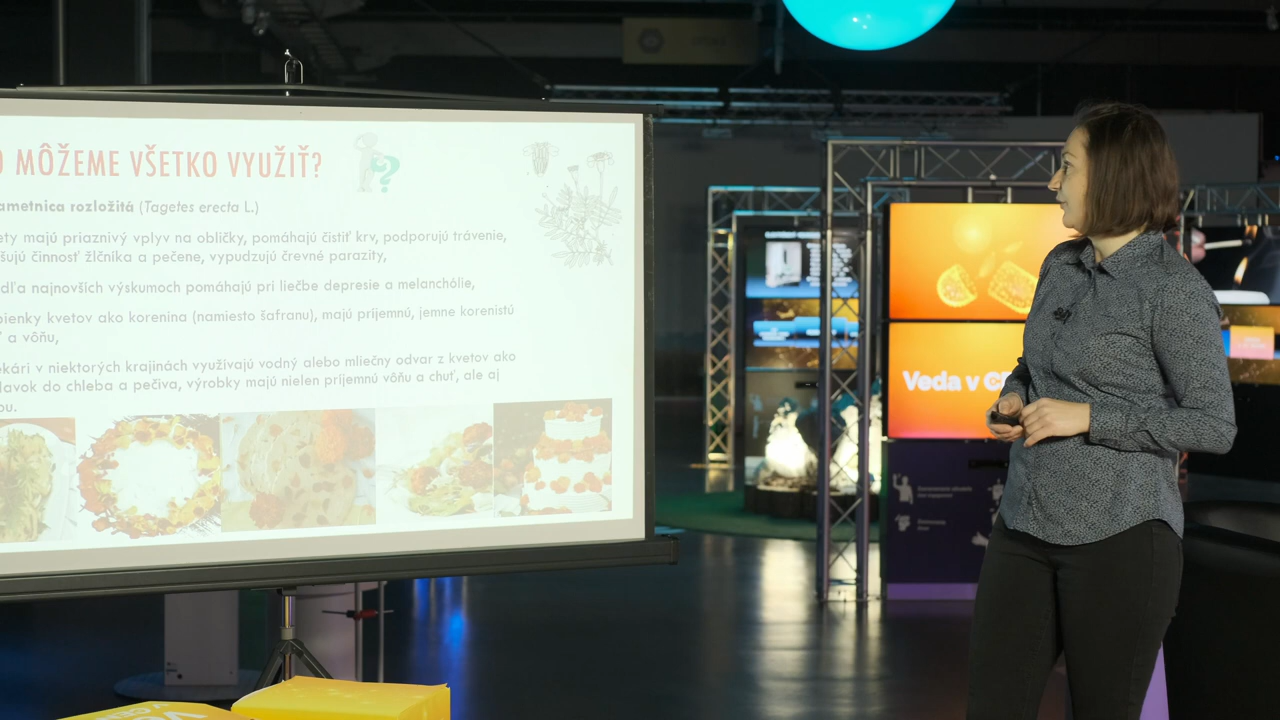 MÔŽEME VŠETKO VYUŽIŤ?
ametnica rozložitá (Tagetes erecta L.)
ety majú priaznivý vplyv na obličky, pomáhajú čistiť krv, podporujú trávenie,
šujú činnosť žlčníka a pečene, vypudzujú črevné parazity,
dľa najnovších výskumoch pomáhajú pri liečbe depresie a melanchólie,
pienky kvetov ako korenina (namiesto šafranu), majú príjemnú, jemne korenistú
ť a vôňu,
ekári v niektorých krajinách využívajú vodný alebo mliečny odvar z kvetov ako
davok do chleba a pečiva, výrobky majú nielen príjemnú vôňu a chuť, ale aj
ou.
Veda v C